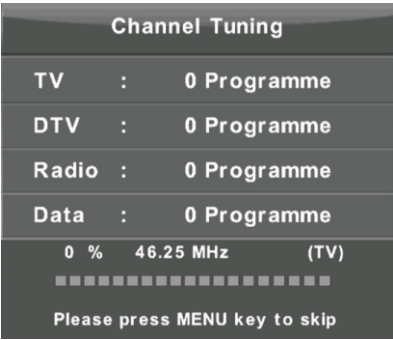 Channel Tuning
TV : 0 Programme
DTV : 0 Programme
Radio : 0 Programme
Data : 0 Programme
0 % 46.25 MHz (TV)
Please press MENU key to skip